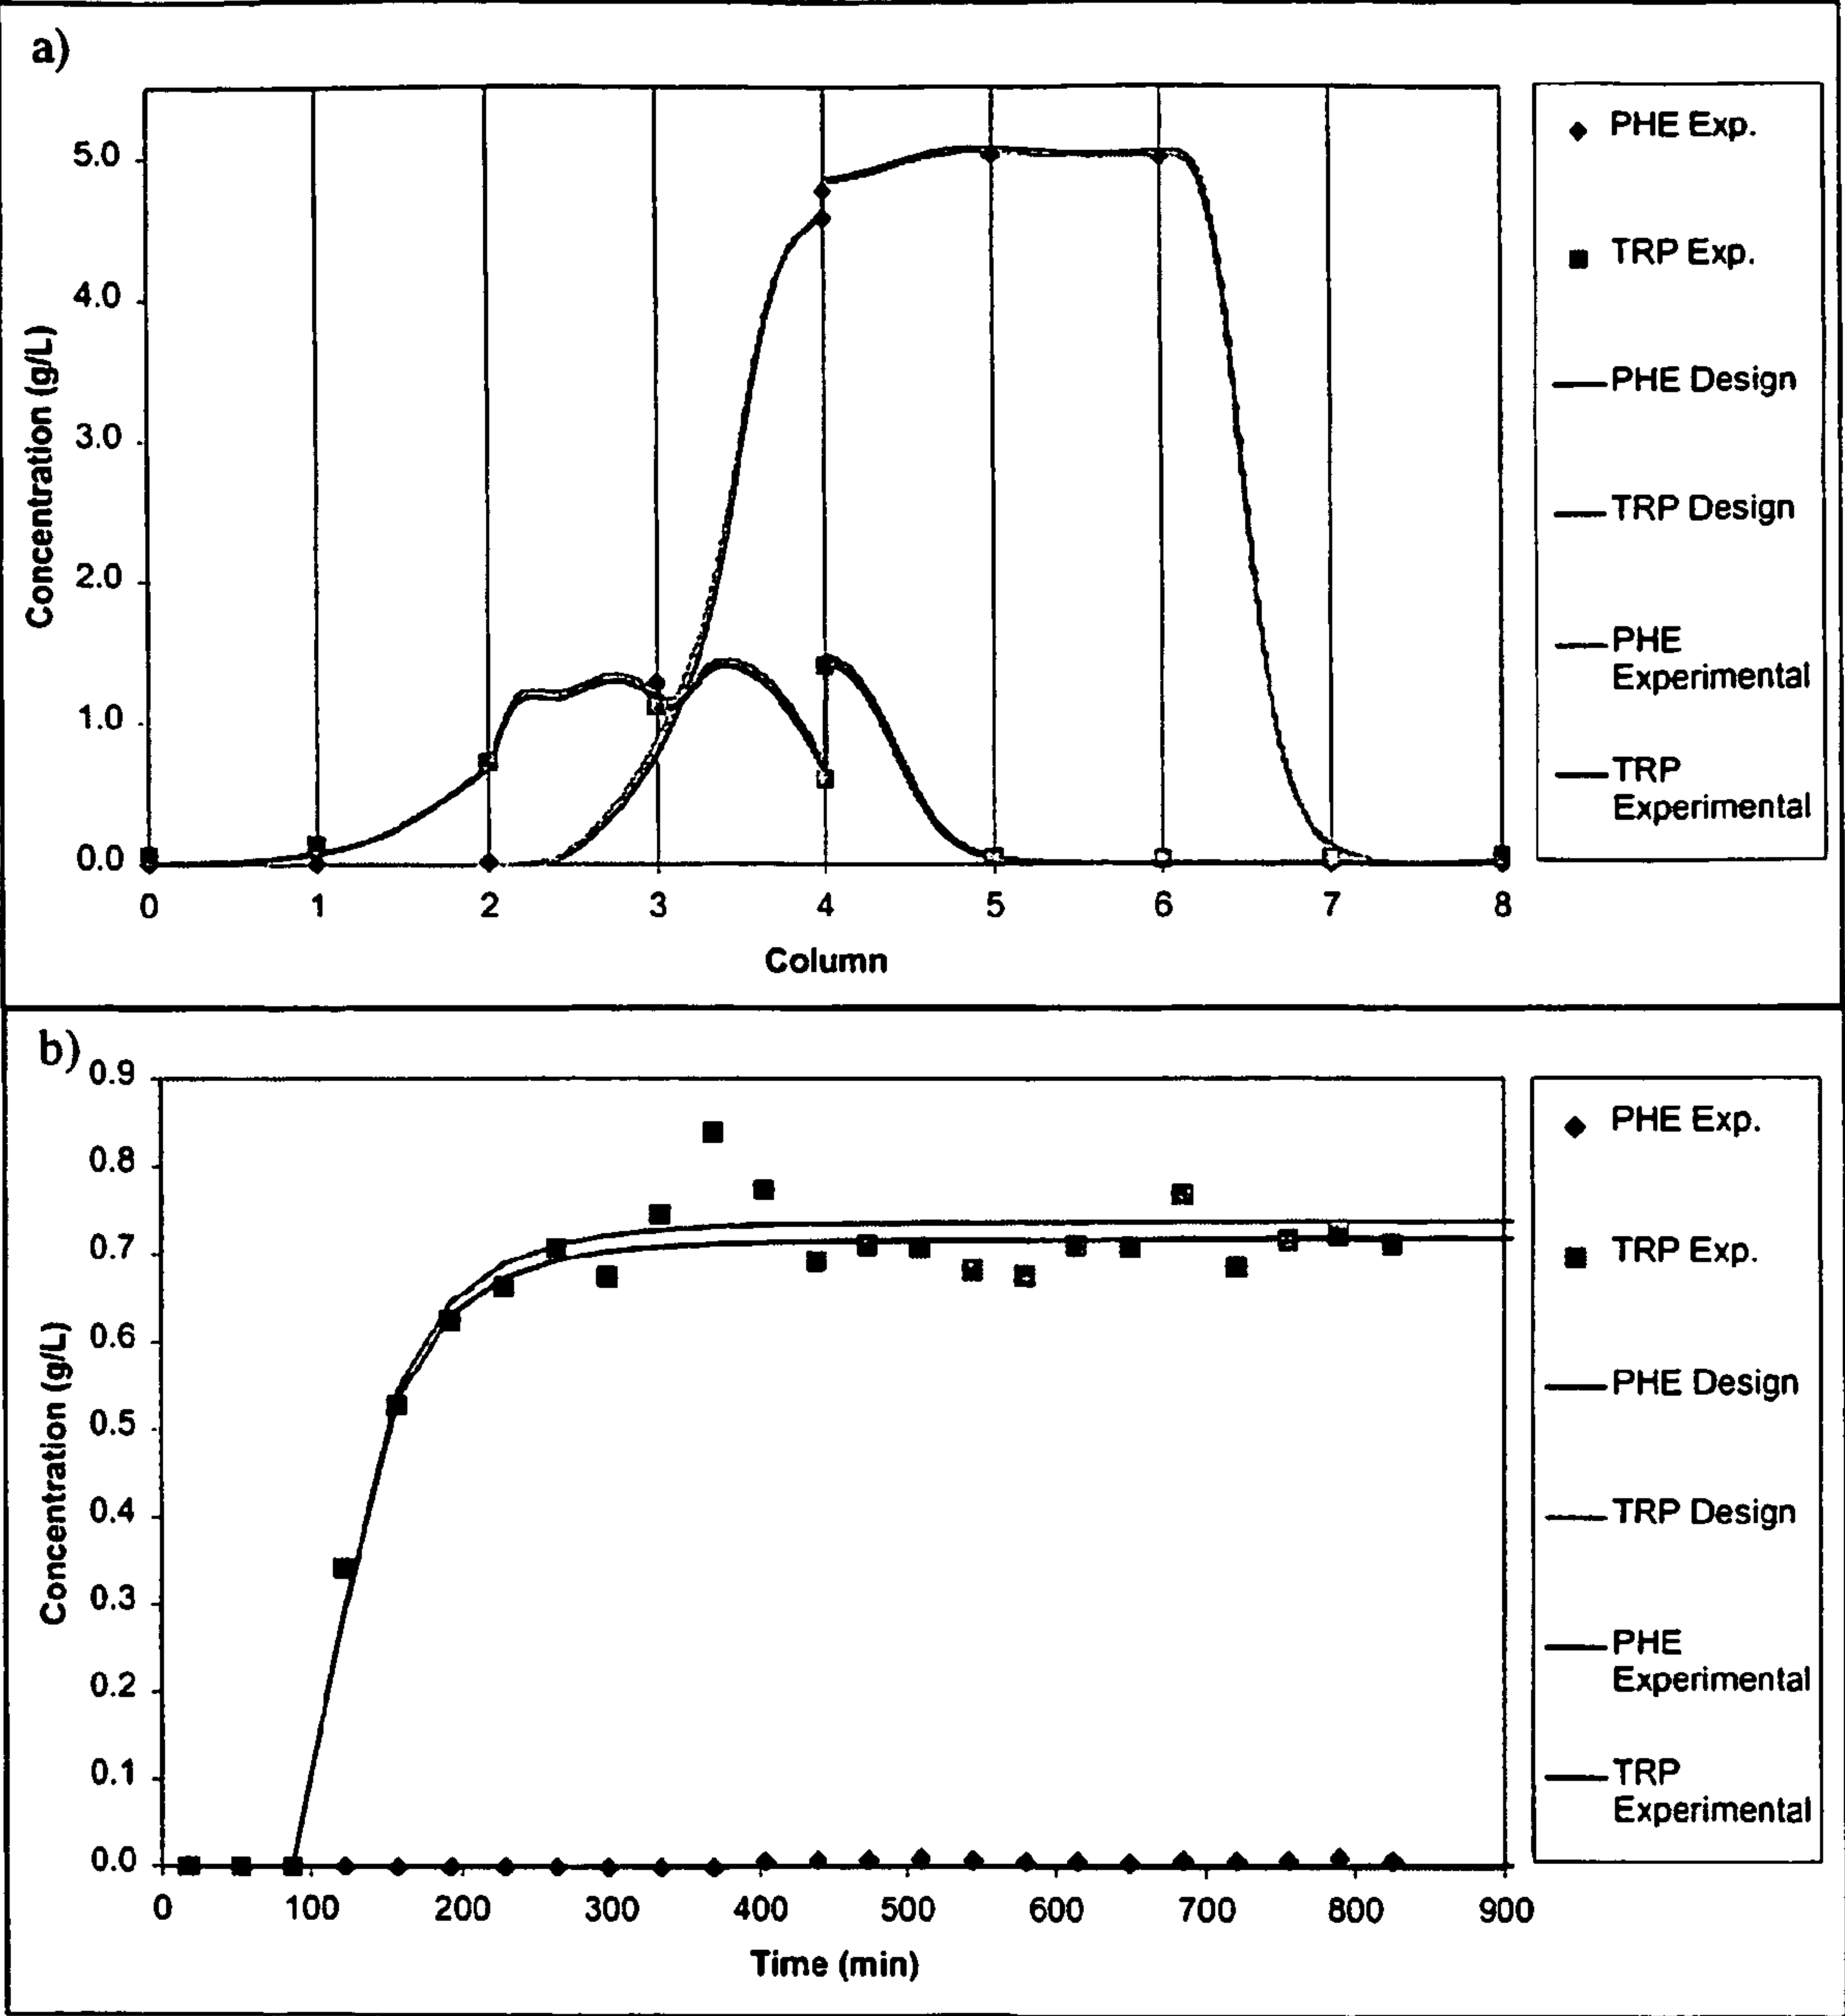 a)
5.0
4.0
3.0
2.0
1.0
0.0
Concentration (g/L)
0 1 2 3 4 5 6 7 8
Column
PHE Exp.
TRP Exp.
PHE Design
TRP Design
PHE
Experimental
TRP
Experimental
b)
0.9
0.8
0.7
0.6
0.5
0.4
0.3
0.2
0.1
0.0
Concentration (g/L)
0 100 200 300 400 500 600 700 800 900
Time (min)
PHE Exp.
TRP Exp.
PHE Design
TRP Design
PHE
Experimental
TRP
Experimental